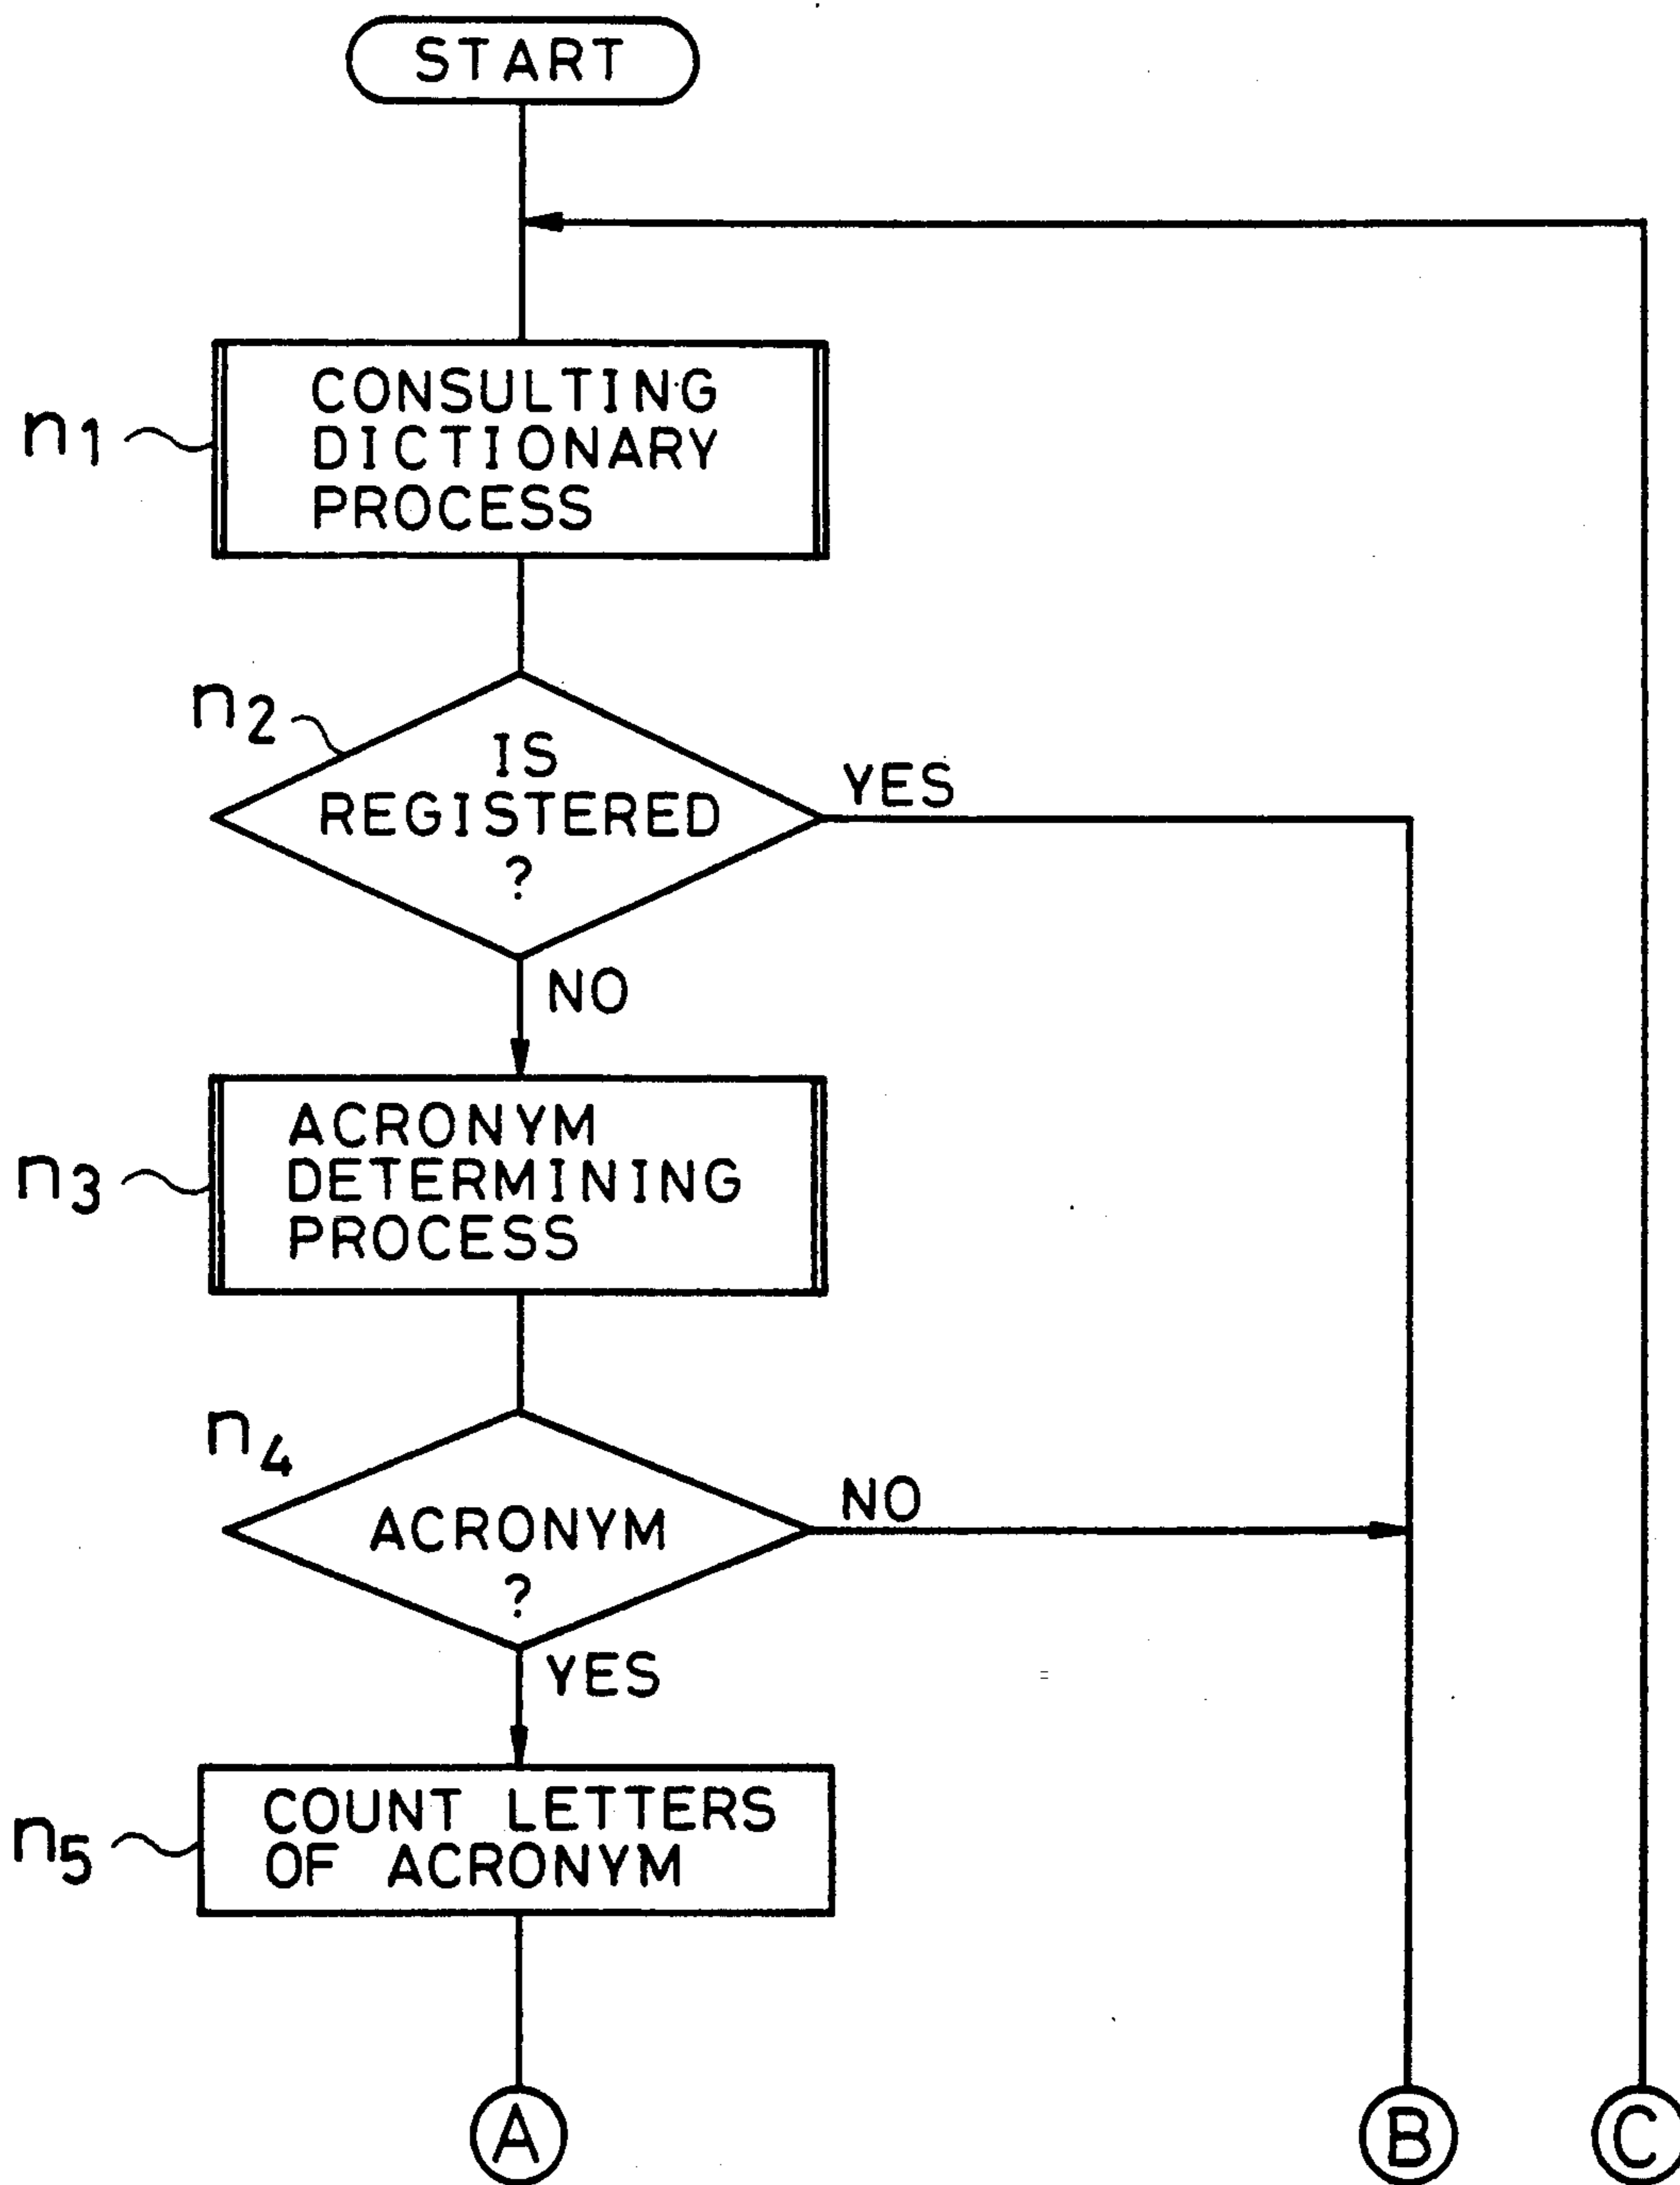 START
n1
CONSULTING
DICTIONARY
PROCESS
n2
IS
REGISTERED
?
YES
NO
n3
ACRONYM
DETERMINING
PROCESS
n4
ACRONYM
?
NO
YES
n5
COUNT LETTERS
OF ACRONYM
A
B
C